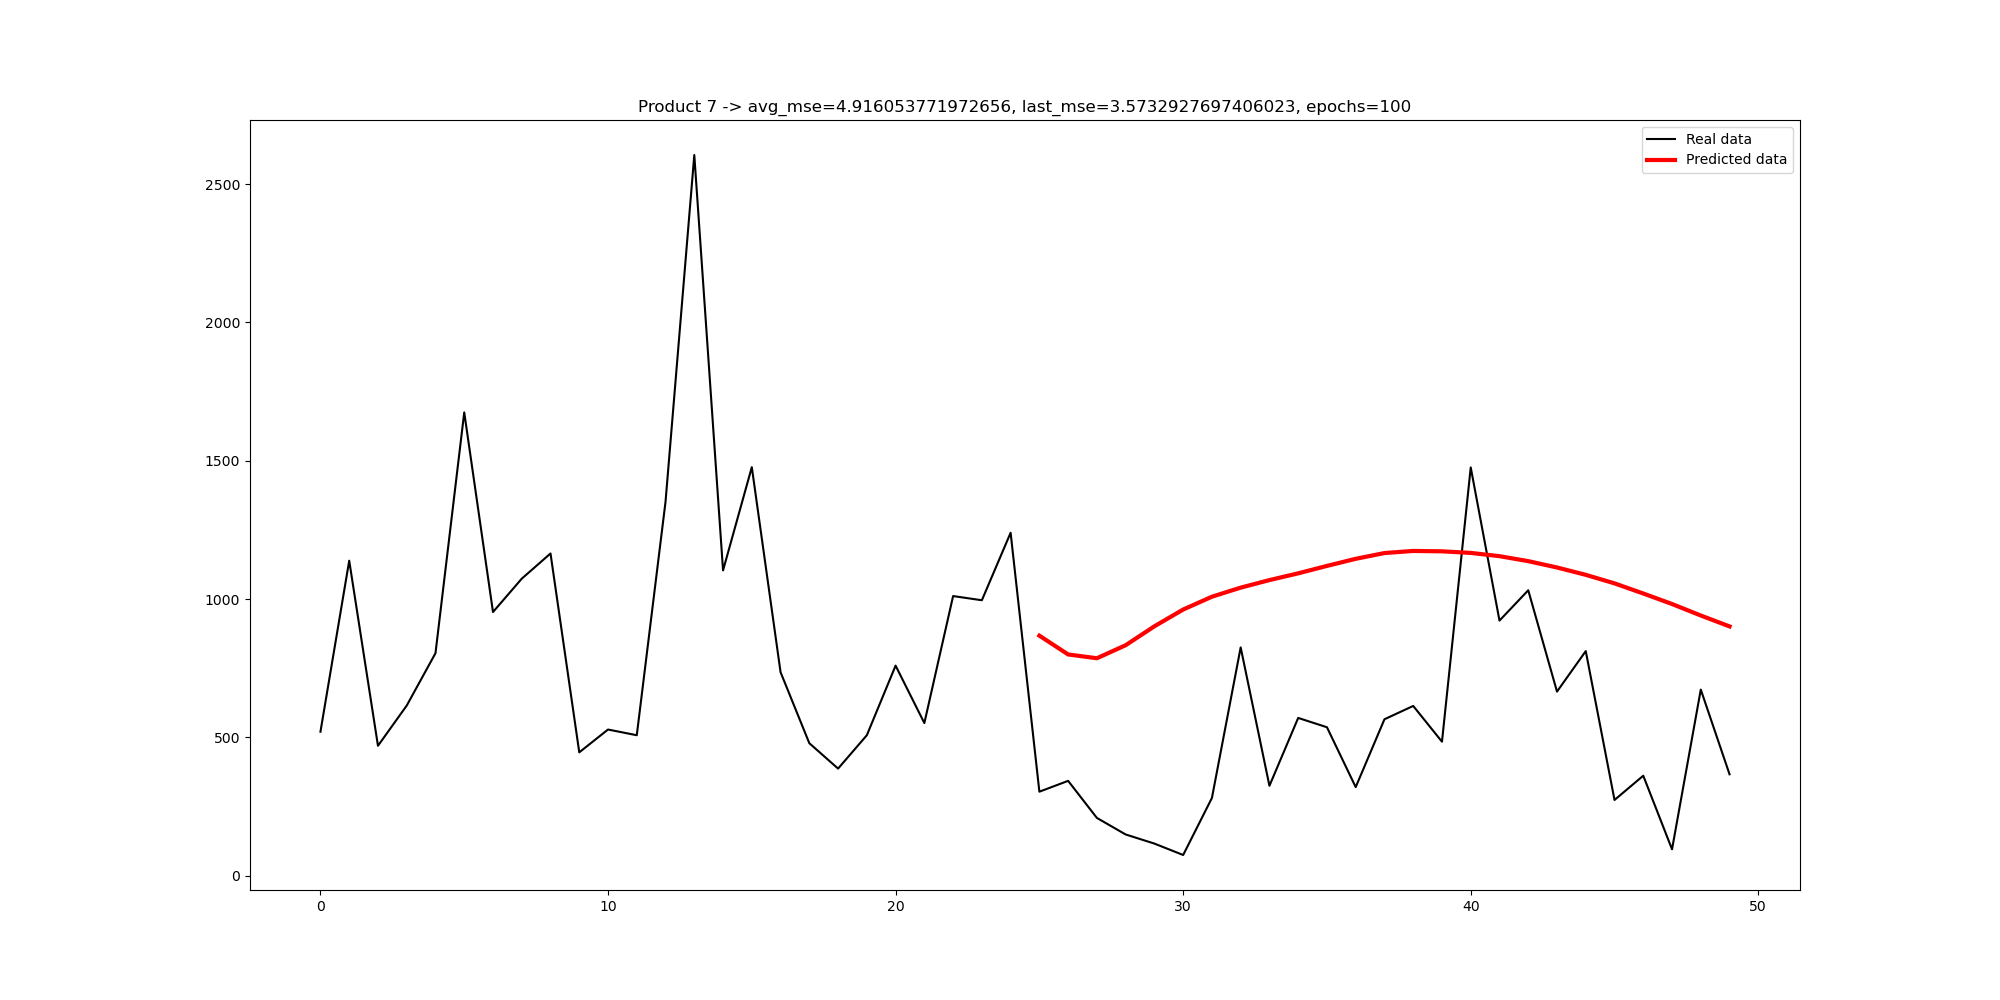 Product 7 -> avg_mse=4.916053771972656, last_mse=3.5732927697406023, epochs=100
Real data
Predicted data
2500
2000
1500
1000
500
0
0 10 20 30 40 50